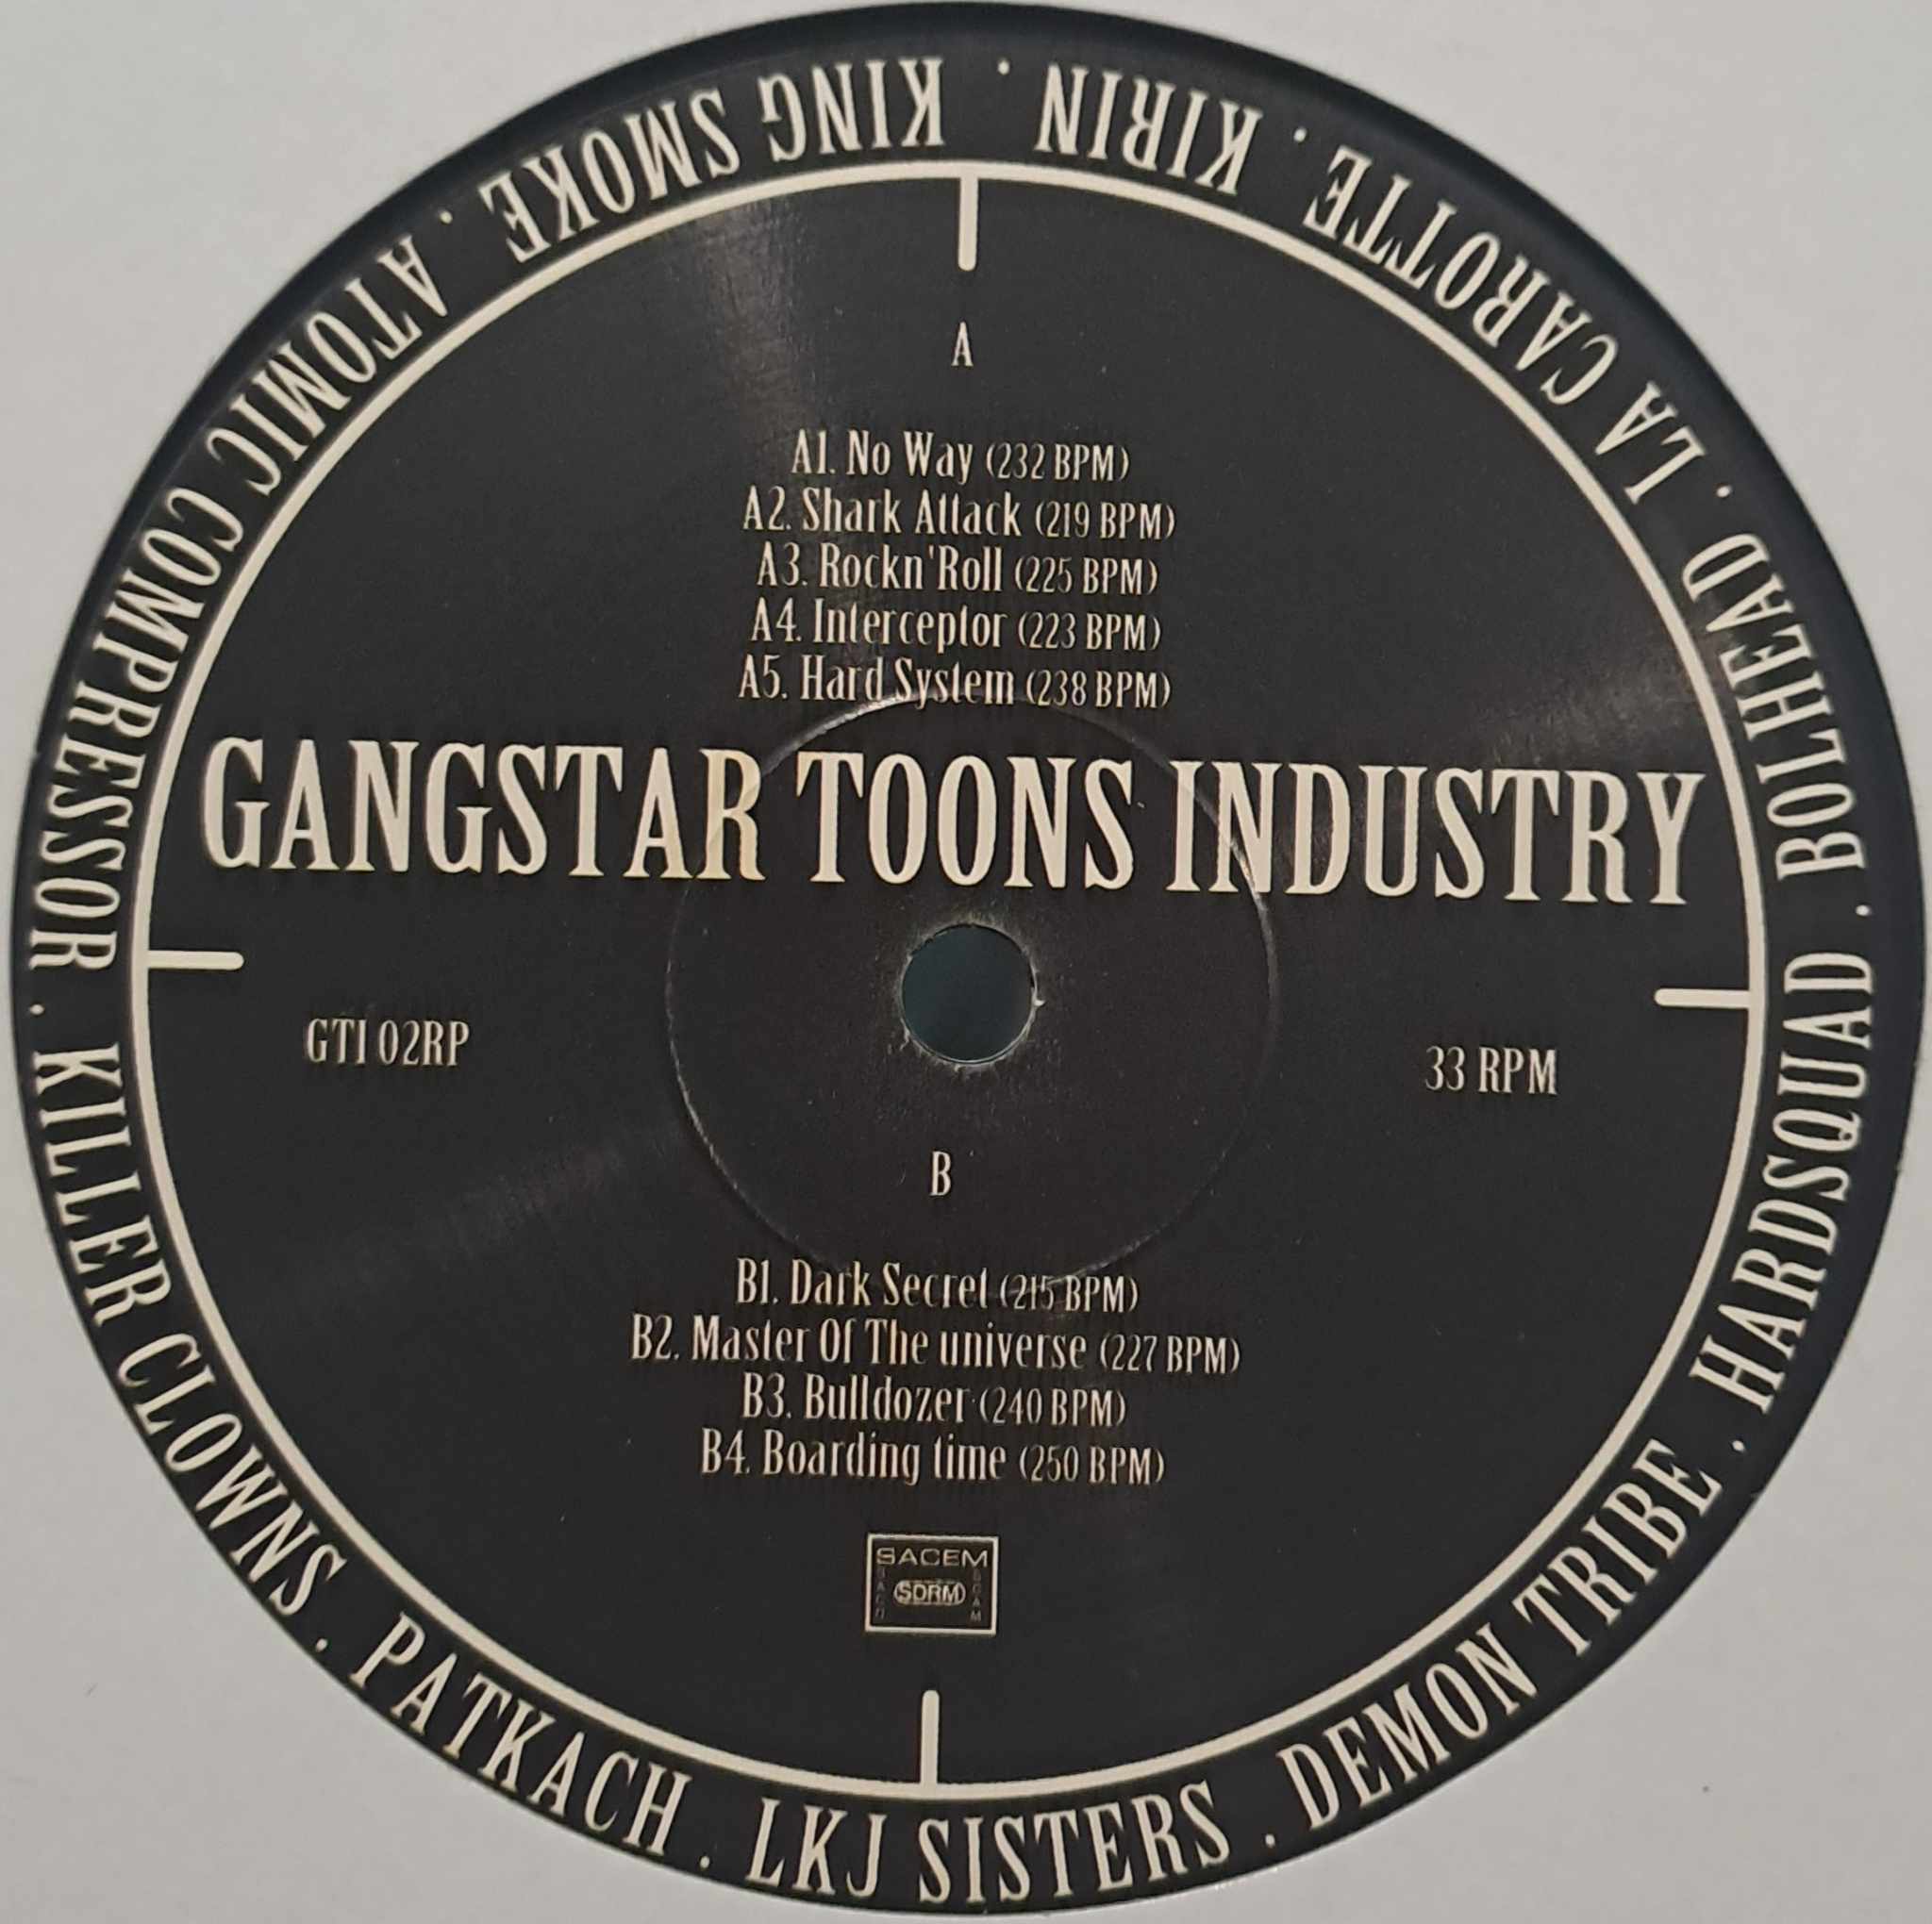 KING SMOKE . ATOMIC COMPRESSOR . KILLER CLOWNS . PATKACH . LKJ SISTERS . DEMON TRIBE . HARDSQUAD . BOLHEAD . LA CAROTTE . KIRIN .
A
A1. No Way (232 BPM)
A2. Shark Attack (219 BPM)
A3. Rockn'Roll (225 BPM)
A4. Interceptor (223 BPM)
A5. Hard System (238 BPM)
GANGSTAR TOONS INDUSTRY
GTI 02RP
33 RPM
B
B1. Dark Secret (215 BPM)
B2. Master Of The universe (227 BPM)
B3. Bulldozer (240 BPM)
B4. Boarding time (250 BPM)
SACEM
SACD
SDRM
SGAM